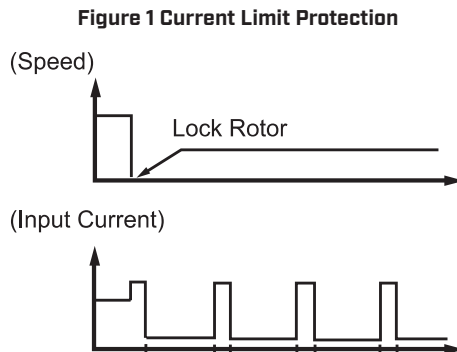 Figure 1 Current Limit Protection
(Speed)
Lock Rotor
(Input Current)